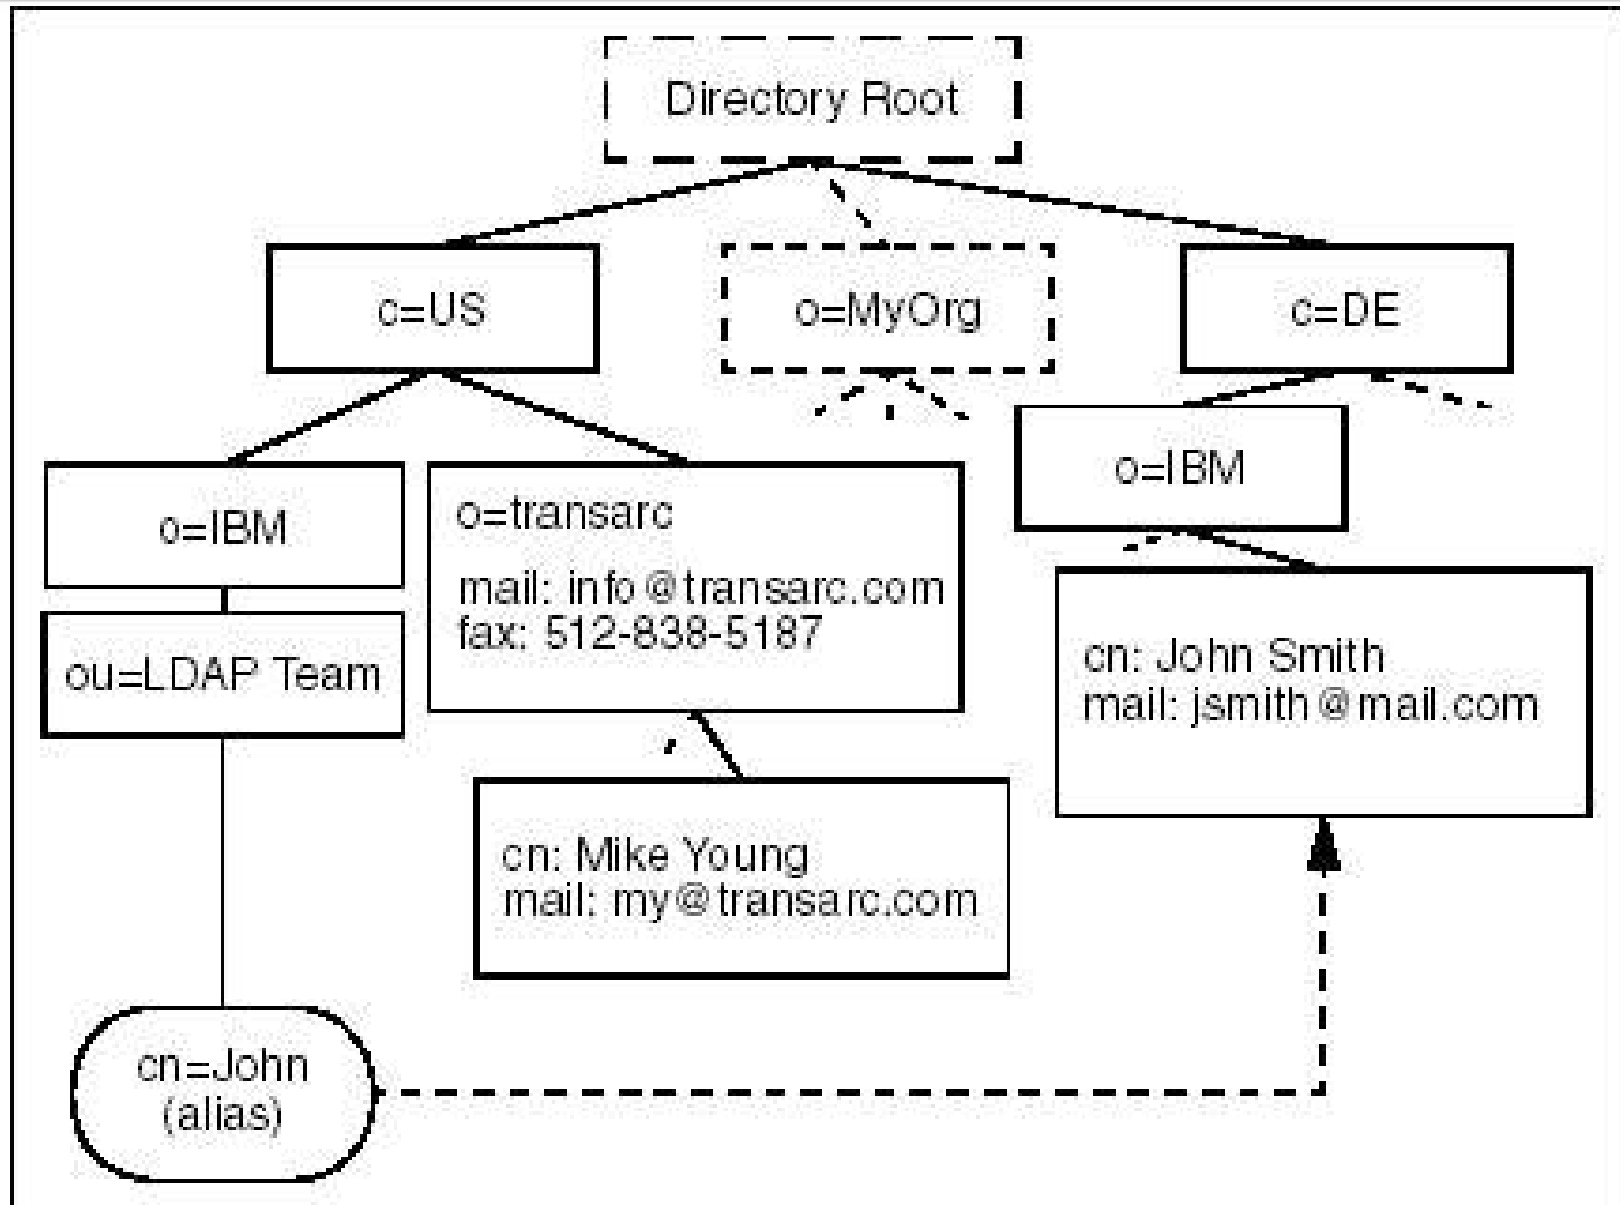 Directory Root
c=US
o=MyOrg
c=DE
o=IBM
o=transarc
mail: info@transarc.com
fax: 512-838-5187
o=IBM
ou=LDAP Team
cn: John Smith
mail: jsmith@mail.com
cn: Mike Young
mail: my@transarc.com
cn=John
(alias)